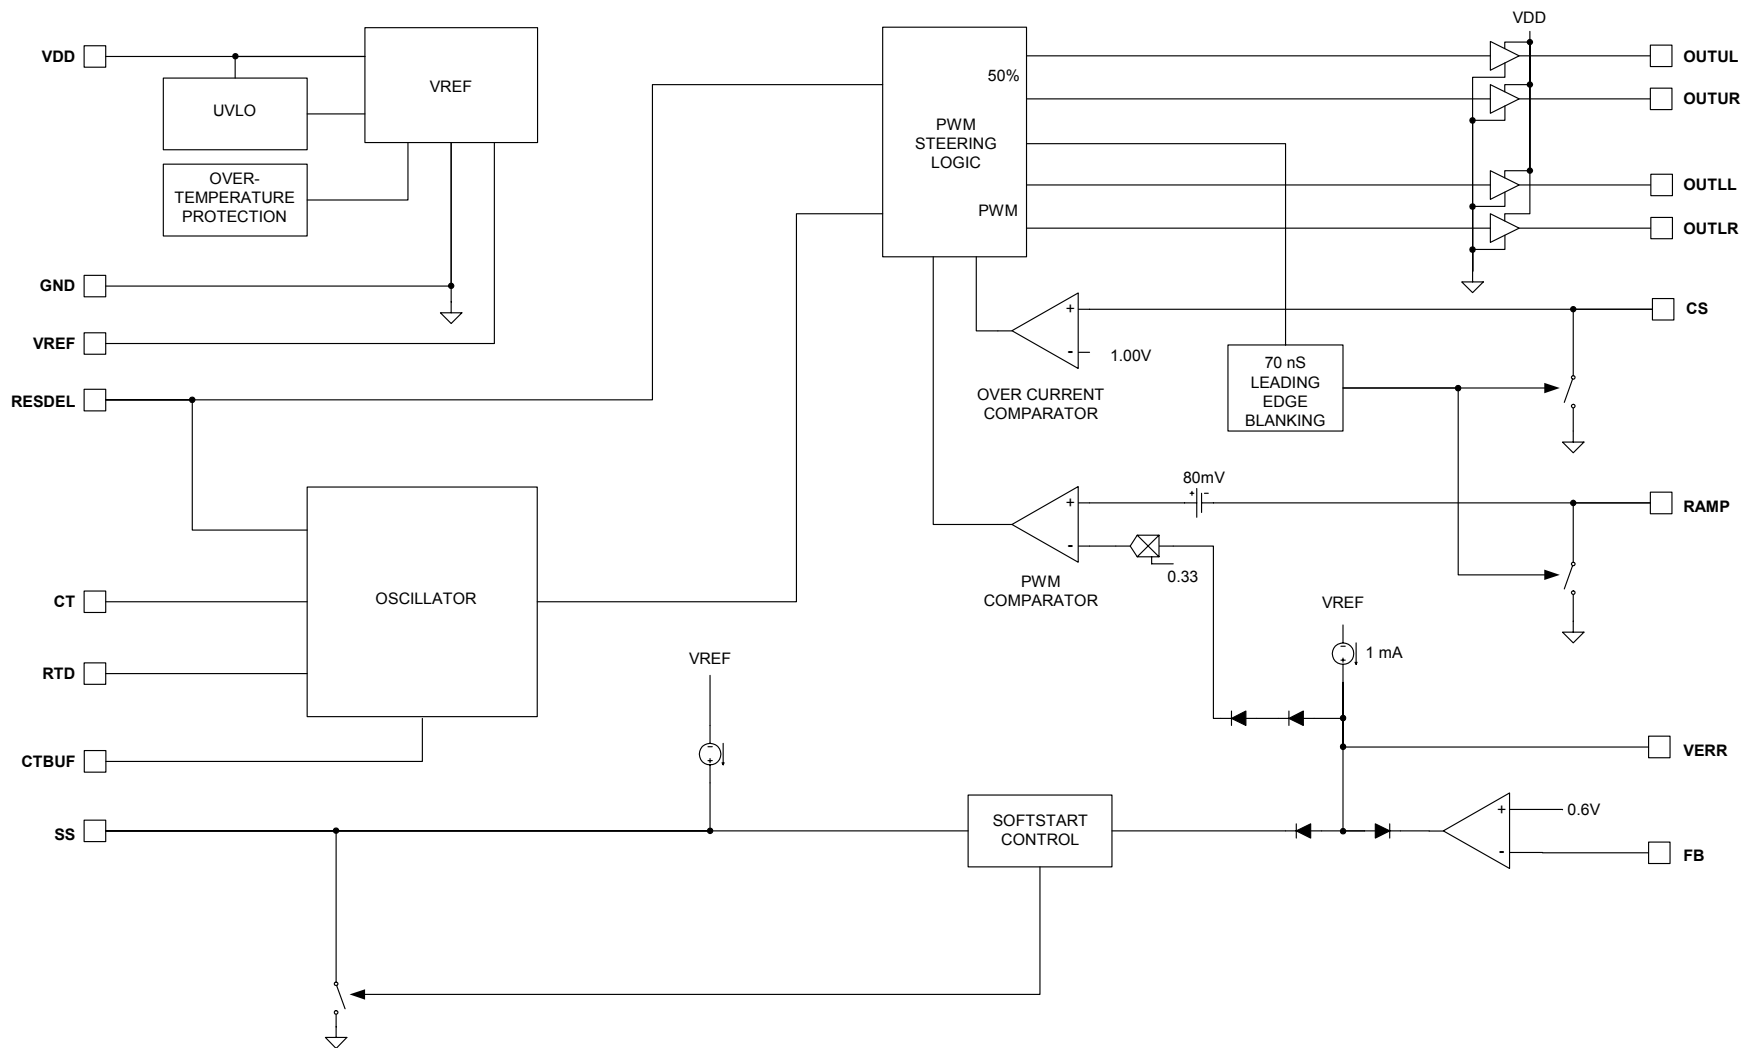 VDD
VDD
VREF
50%
OUTUL
UVLO
OUTUR
PWM
STEERING
LOGIC
OVER-
TEMPERATURE
PROTECTION
OUTLL
PWM
OUTLR
GND
+
CS
VREF
-
1.00V
70 nS
LEADING
EDGE
BLANKING
OVER CURRENT
COMPARATOR
RESDEL
80mV
+
+ -
RAMP
-
0.33
PWM
COMPARATOR
OSCILLATOR
CT
VREF
1 mA
RTD
VREF
VERR
CTBUF
SOFTSTART
CONTROL
+
0.6V
SS
-
FB